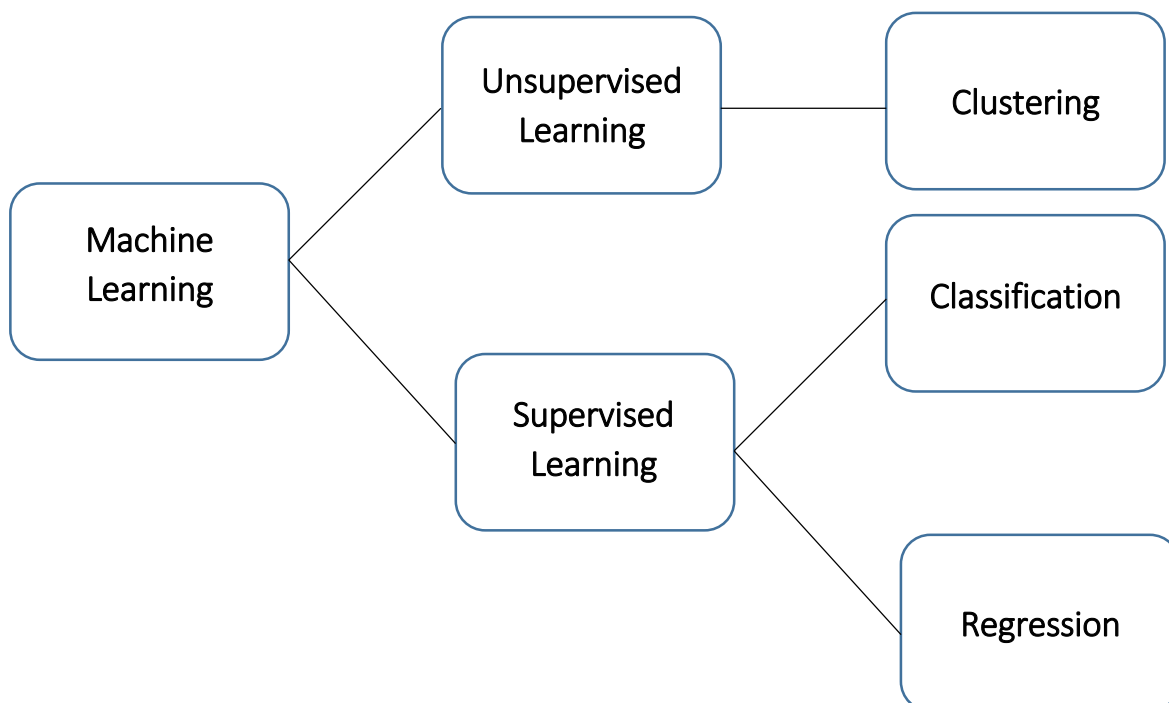 Machine
Learning
Unsupervised
Learning
Supervised
Learning
Clustering
Classification
Regression